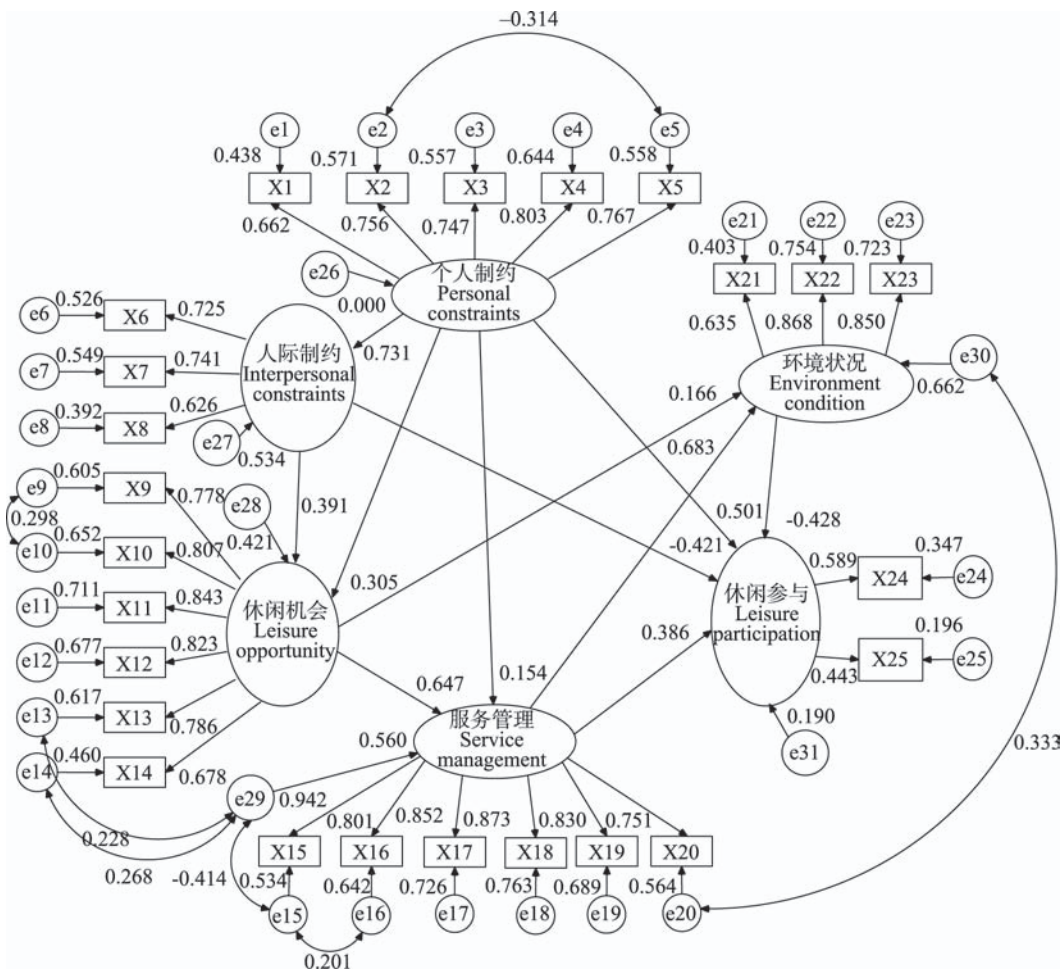 –0.314
e1 e2 e3 e4 e5
0.438 0.571 0.557 0.644 0.558
X1 X2 X3 X4 X5
0.662 0.756 0.747 0.803 0.767
e21 e22 e23
0.403 0.754 0.723
X21 X22 X23
0.635 0.868 0.850
e26
0.000
个人制约
Personal
constraints
e6 0.526 X6 0.725
e7 0.549 X7 0.741
e8 0.392 X8 0.626
人际制约
Interpersonal
constraints
0.731
e27
0.534
环境状况
Environment
condition
e30
0.662
0.166
0.683
e9 0.605 X9 0.778
0.298
e10 0.652 X10 0.807
e11 0.711 X11 0.843
e12 0.677 X12 0.823
e13 0.617 X13 0.786
e14 0.460 X14 0.678
e28
0.421
0.391
0.305
休闲机会
Leisure
opportunity
0.501
-0.428
-0.421
休闲参与
Leisure
participation
0.589 X24 0.347 e24
0.443 X25 0.196 e25
0.190
e31
0.386
0.154
0.647
0.560
服务管理
Service
management
0.333
e29
0.942
0.801 0.852 0.873 0.830 0.751
X15 X16 X17 X18 X19 X20
0.534 0.642 0.726 0.763 0.689 0.564
e15 e16 e17 e18 e19 e20
0.228
0.268
-0.414
0.201